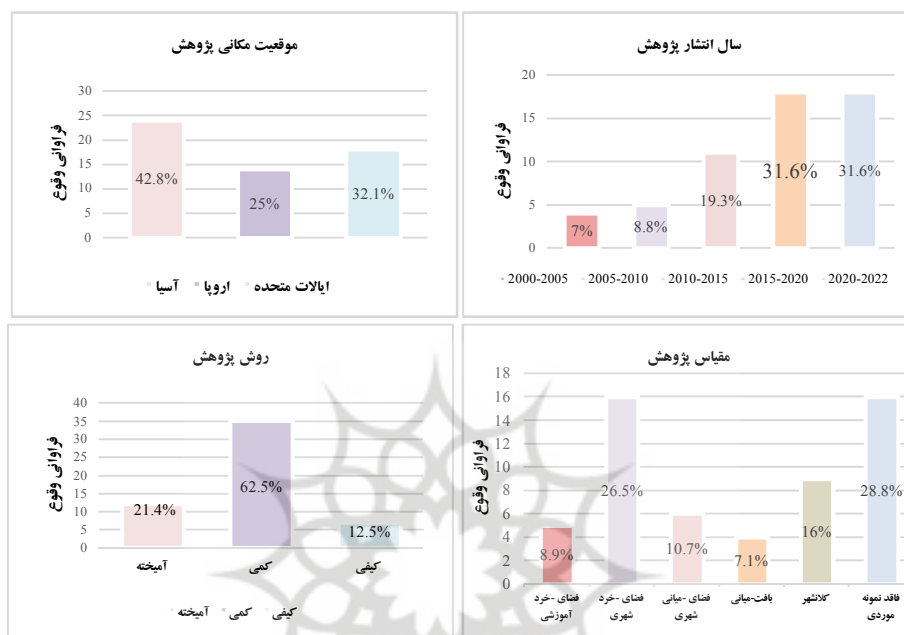 موقعیت مکانی پژوهش
فراوانی وقوع
30
25
20
15
10
5
0
42.8%
25%
32.1%
آسیا اروپا ایالات متحده
سال انتشار پژوهش
فراوانی وقوع
20
15
10
5
0
7%
8.8%
19.3%
31.6%
31.6%
2000-2005 2005-2010 2010-2015 2015-2020 2020-2022
روش پژوهش
فراوانی وقوع
40
35
30
25
20
15
10
5
0
21.4%
62.5%
12.5%
آمیخته کمی کیفی
آمیخته کمی کیفی
مقیاس پژوهش
فراوانی وقوع
18
16
14
12
10
8
6
4
2
0
8.9%
26.5%
10.7%
7.1%
16%
28.8%
خرد- فضای
آموزشی
خرد- فضای
شهری
میانی- فضای
شهری
میانی-بافت
کلانشهر
فاقد نمونه
موردی